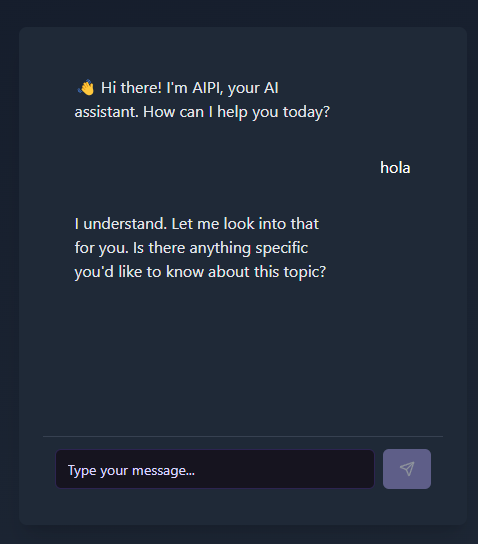 👋 Hi there! I'm AIPI, your AI
assistant. How can I help you today?
hola
I understand. Let me look into that
for you. Is there anything specific
you'd like to know about this topic?
Type your message...